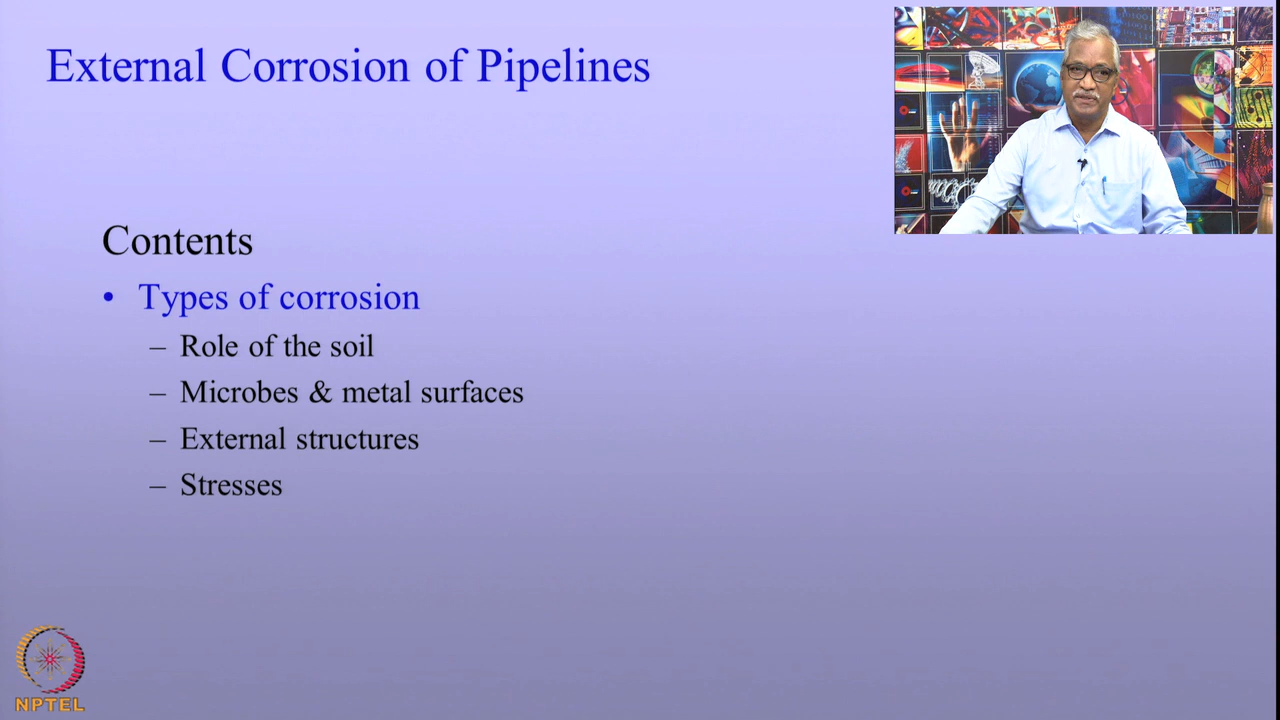 External Corrosion of Pipelines
Contents
• Types of corrosion
– Role of the soil
– Microbes & metal surfaces
– External structures
– Stresses
NPTEL